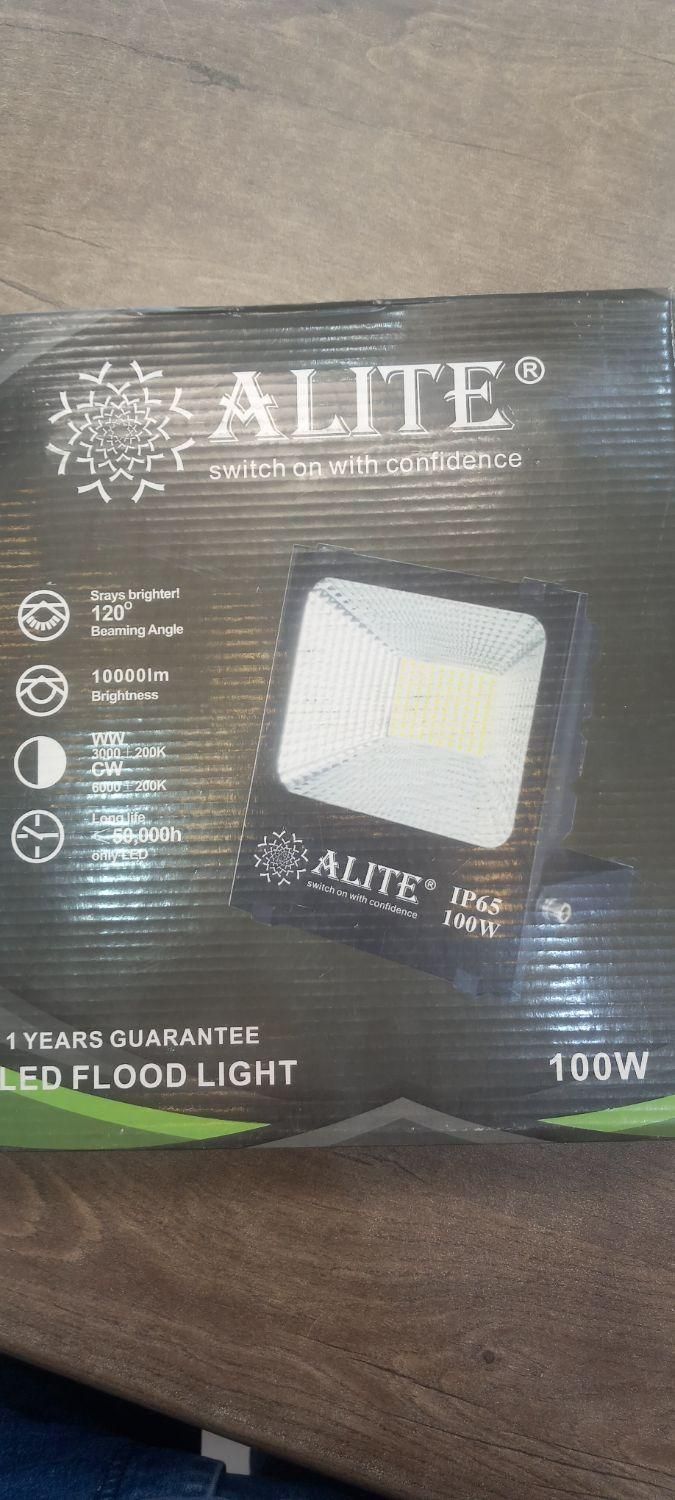 ALITE®
switch on with confidence
Srays brighter!
120°
Beaming Angle
10000lm
Brightness
WW
3000±200K
CW
6000±200K
Long life
<50,000h
only LED
ALITE®
switch on with confidence
IP65
100W
1 YEARS GUARANTEE
LED FLOOD LIGHT
100W